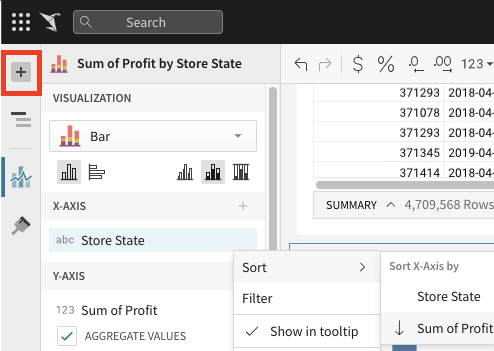 Search
Sum of Profit by Store State
$ % .0 .00 123
VISUALIZATION
Bar
X-AXIS
abc Store State
Y-AXIS
123 Sum of Profit
AGGREGATE VALUES
371293 2018-04-
371078 2018-04-
371293 2018-04-
371345 2019-04-
371414 2018-04-
SUMMARY 4,709,568 Rows
Sort
Filter
Show in tooltip
Sort X-Axis by
Store State
Sum of Profit